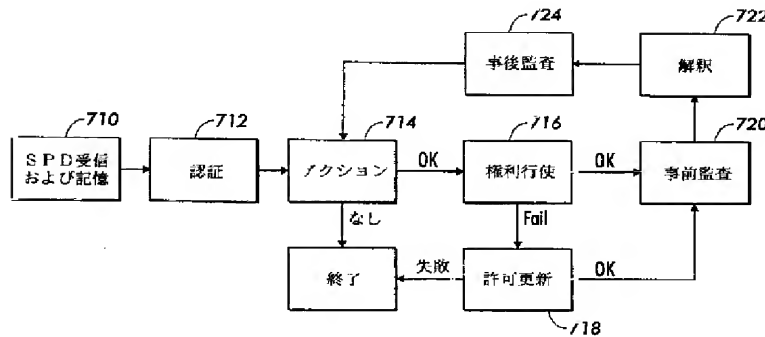 724
722
事後監査
解釈
710
712
714
716
720
SPD受信
および記憶
認証
アクション
OK
権利行使
OK
事前監査
なし
Fail
終了
失敗
許可更新
OK
718